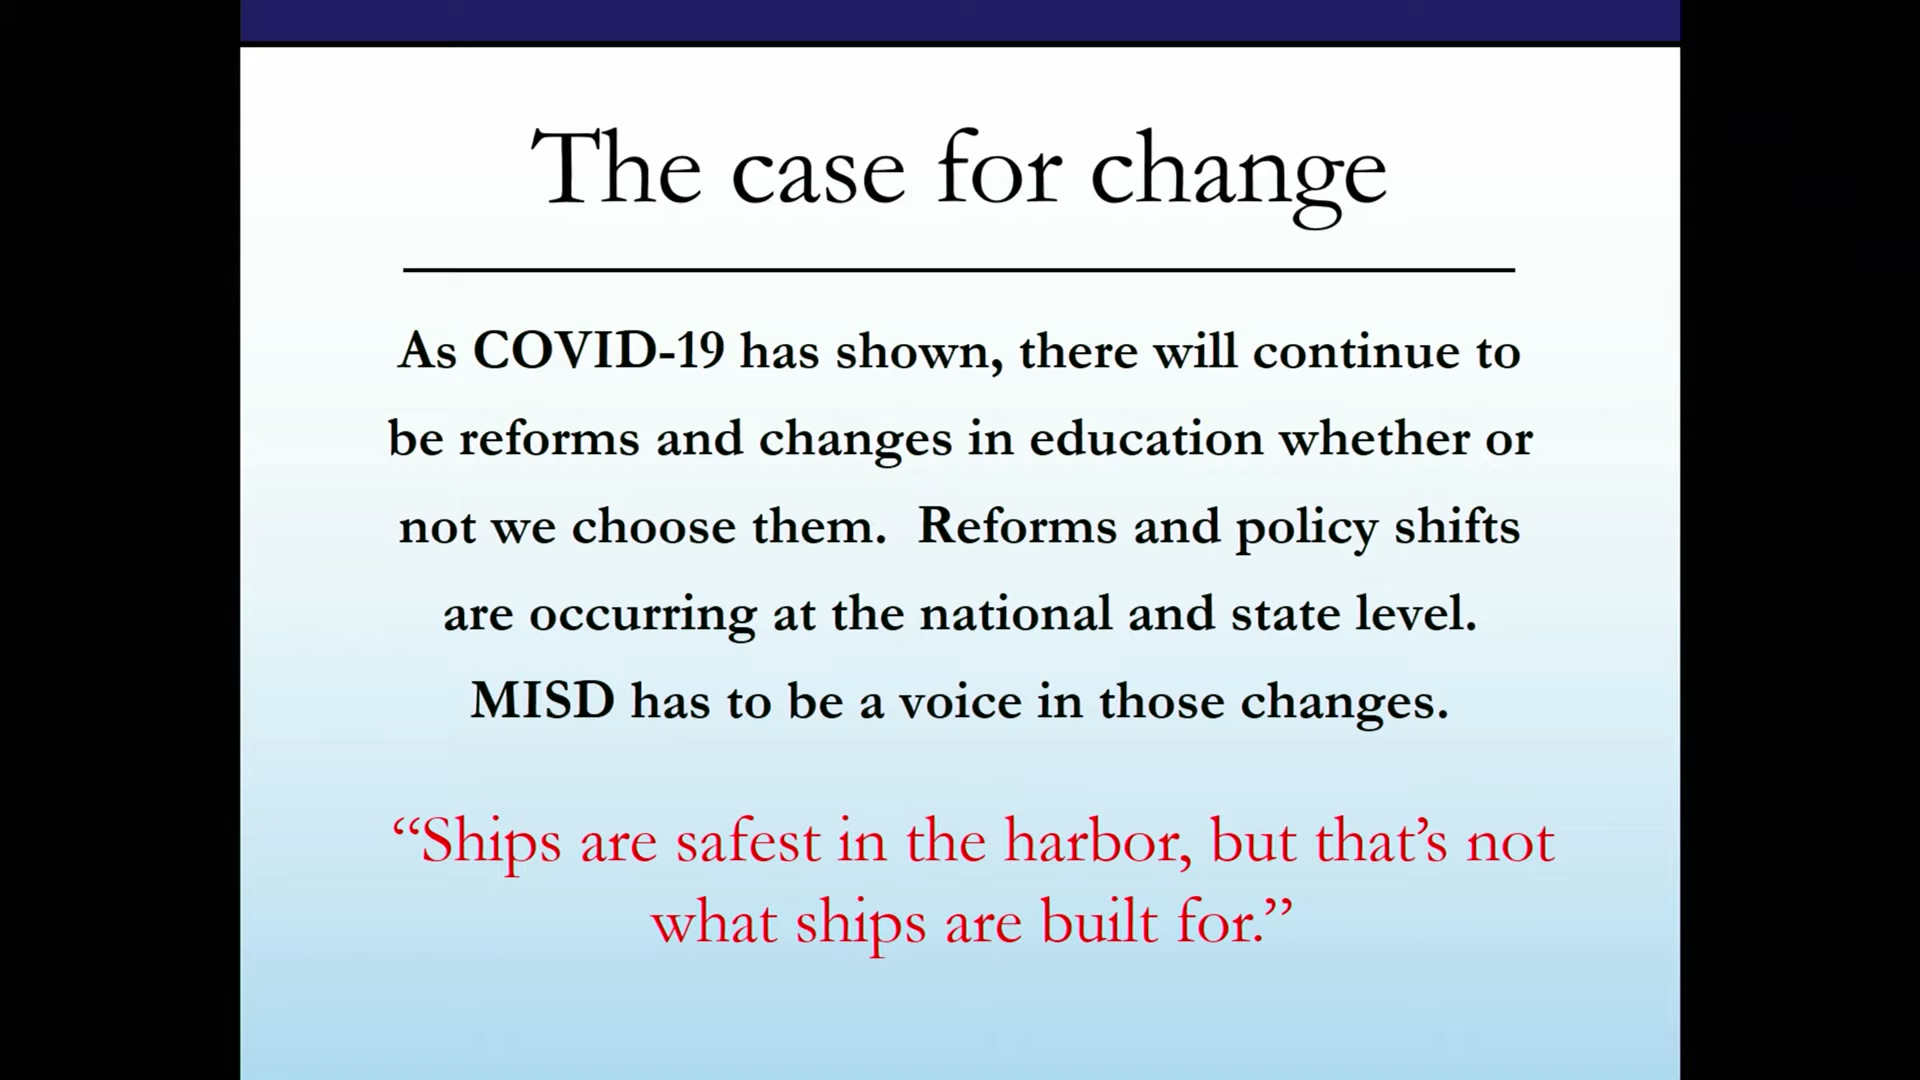 The case for change
As COVID-19 has shown, there will continue to
be reforms and changes in education whether or
not we choose them.  Reforms and policy shifts
are occurring at the national and state level.
MISD has to be a voice in those changes.
“Ships are safest in the harbor, but that’s not
what ships are built for.”